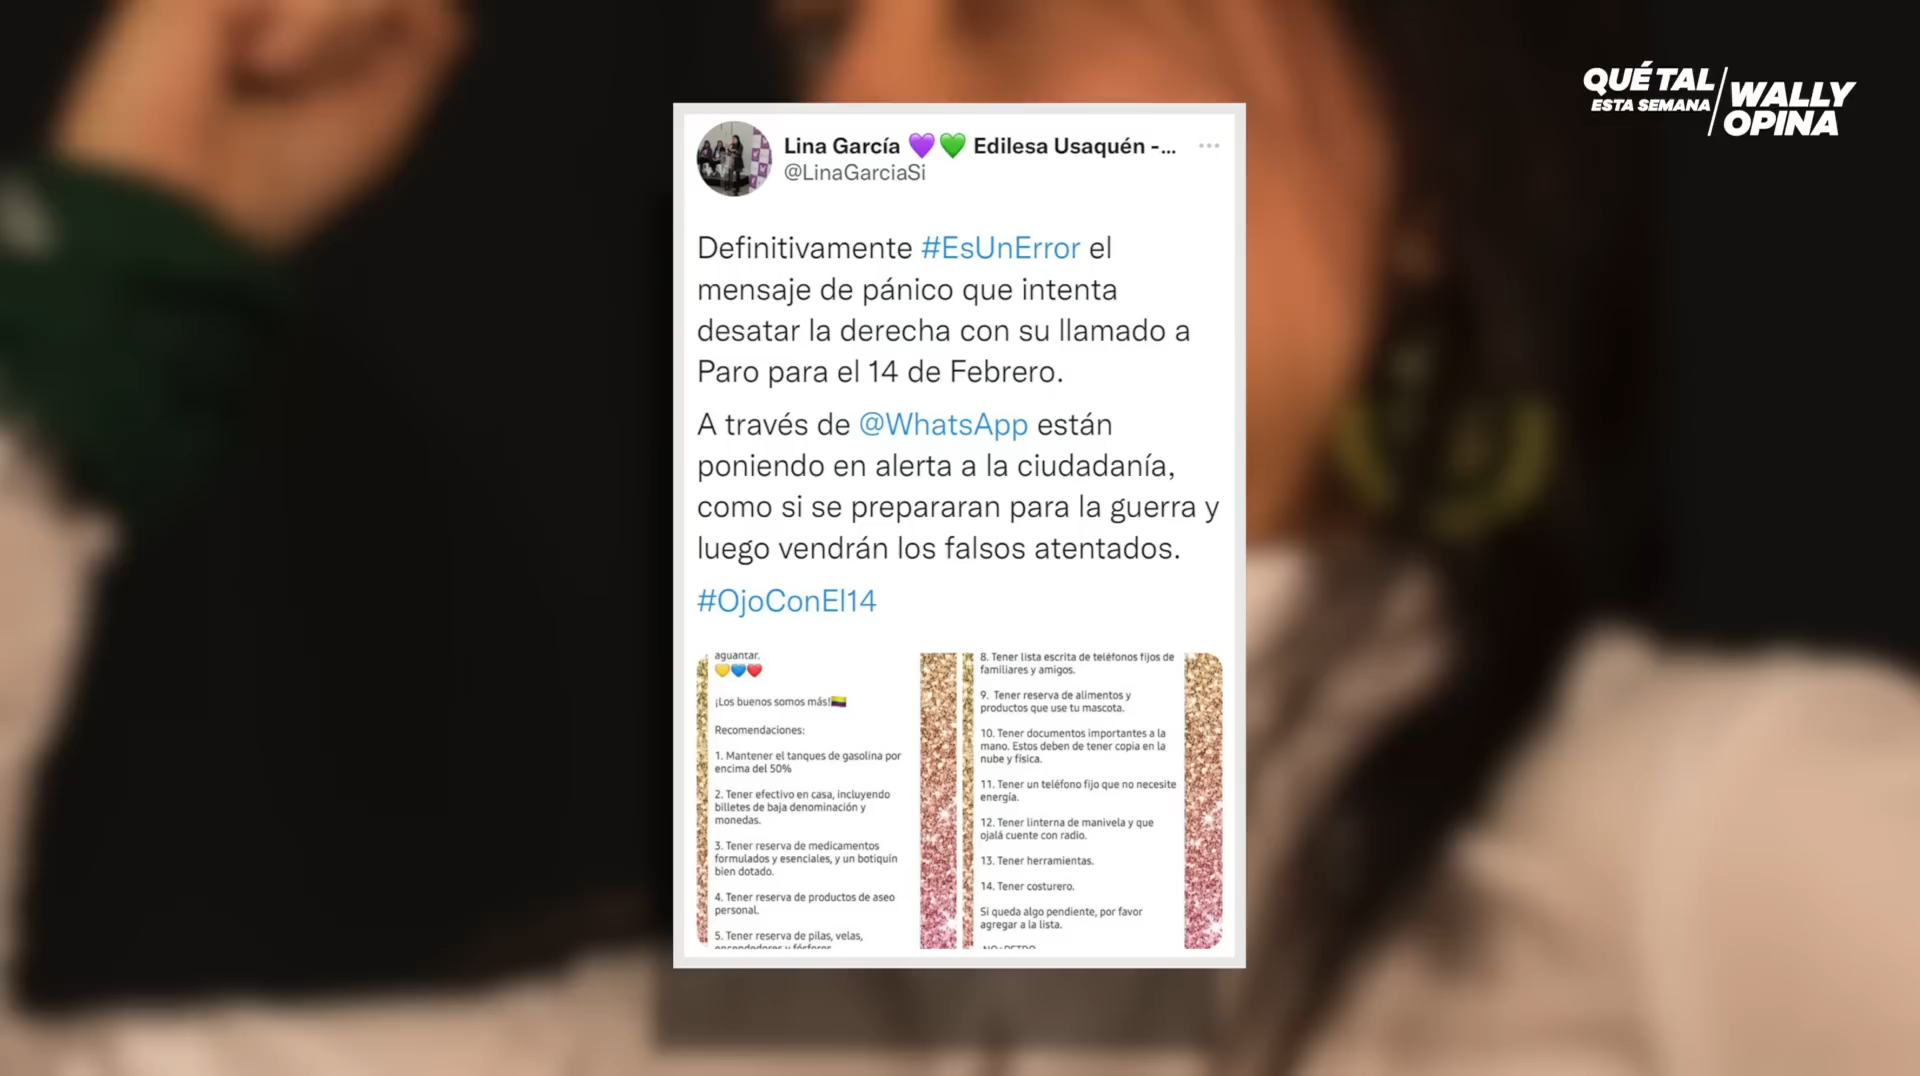 QUÉ TAL
ESTA SEMANA
WALLY
OPINA
Lina García 💜💚 Edilesa Usaquén -...
@LinaGarciaSi
Definitivamente #EsUnError el
mensaje de pánico que intenta
desatar la derecha con su llamado a
Paro para el 14 de Febrero.
A través de @WhatsApp están
poniendo en alerta a la ciudadanía,
como si se prepararan para la guerra y
luego vendrán los falsos atentados.
#OjoConEl14
aguantar.
💛💙❤️
¡Los buenos somos más!🇨🇴
Recomendaciones:
1. Mantener el tanques de gasolina por
encima del 50%
2. Tener efectivo en casa, incluyendo
billetes de baja denominación y
monedas.
3. Tener reserva de medicamentos
formulados y esenciales, y un botiquín
bien dotado.
4. Tener reserva de productos de aseo
personal.
5. Tener reserva de pilas, velas,
encendedores y fósforos
8. Tener lista escrita de teléfonos fijos de
familiares y amigos.
9. Tener reserva de alimentos y
productos que use tu mascota.
10. Tener documentos importantes a la
mano. Estos deben de tener copia en la
nube y física.
11. Tener un teléfono fijo que no necesite
energía.
12. Tener linterna de manivela y que
ojalá cuente con radio.
13. Tener herramientas.
14. Tener costurero.
Si queda algo pendiente, por favor
agregar a la lista.